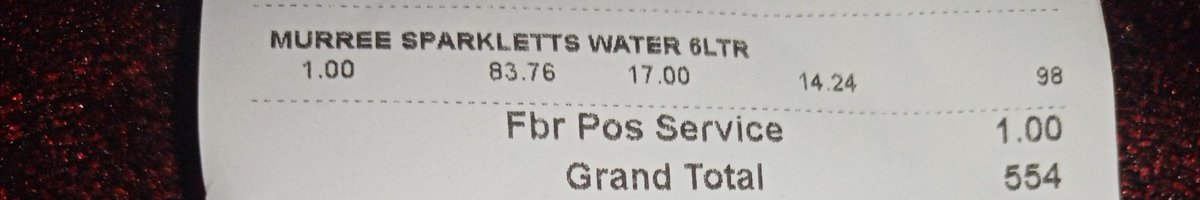 MURREE SPARKLETTS WATER 6LTR
1.00 83.76 17.00 14.24 98
Fbr Pos Service 1.00
Grand Total 554